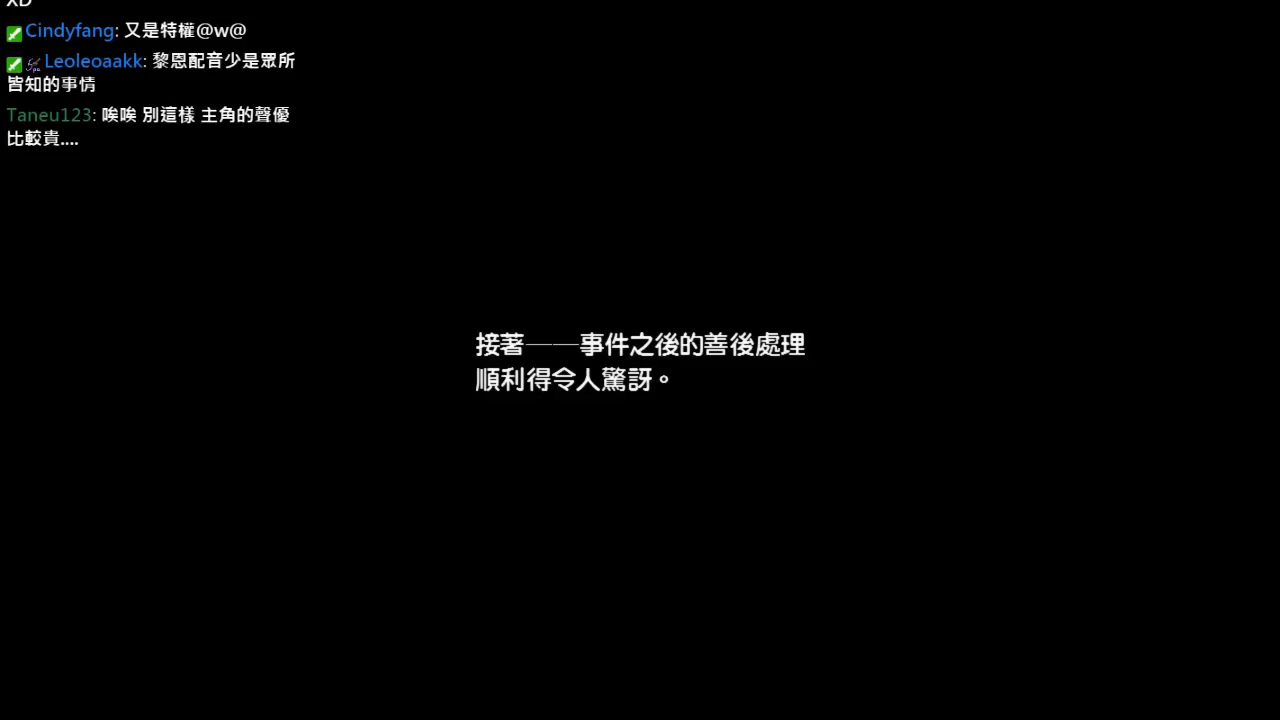 XD
Cindyfang: 又是特權@w@
Leoleoaakk: 黎恩配音少是眾所
皆知的事情
Taneu123: 唉唉 別這樣 主角的聲優
比較貴....
接著──事件之後的善後處理
順利得令人驚訝。